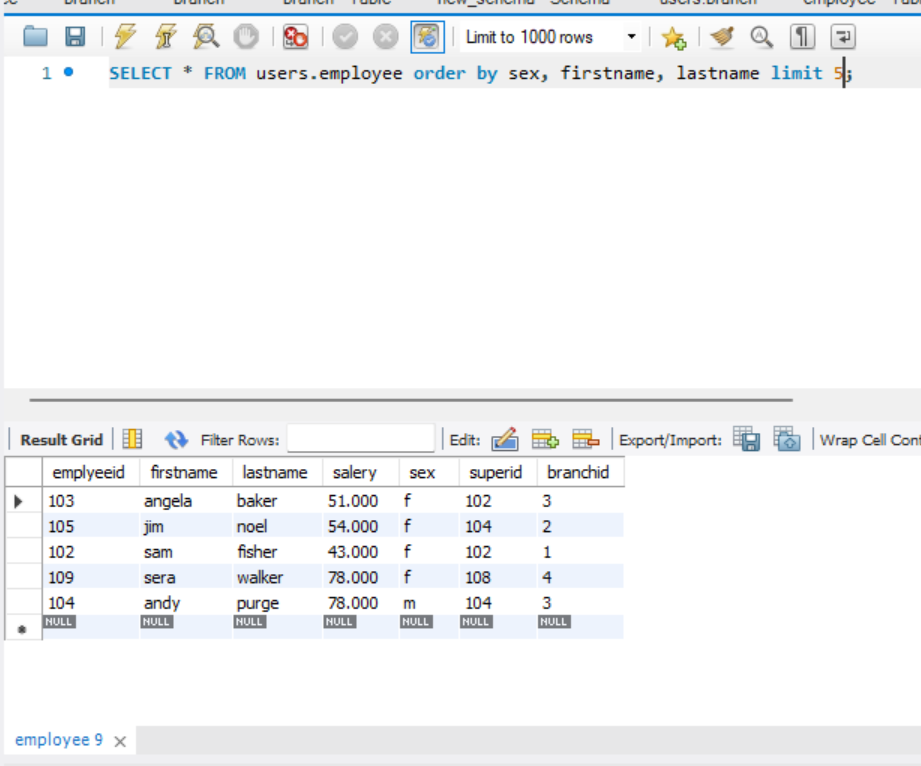 Limit to 1000 rows
1 SELECT * FROM users.employee order by sex, firstname, lastname limit 5;
Result Grid Filter Rows: Edit: Export/Import: Wrap Cell Cont
emplyeeid firstname lastname salery sex superid branchid
103 angela baker 51.000 f 102 3
105 jim noel 54.000 f 104 2
102 sam fisher 43.000 f 102 1
109 sera walker 78.000 f 108 4
104 andy purge 78.000 m 104 3
NULL NULL NULL NULL NULL NULL NULL
employee 9